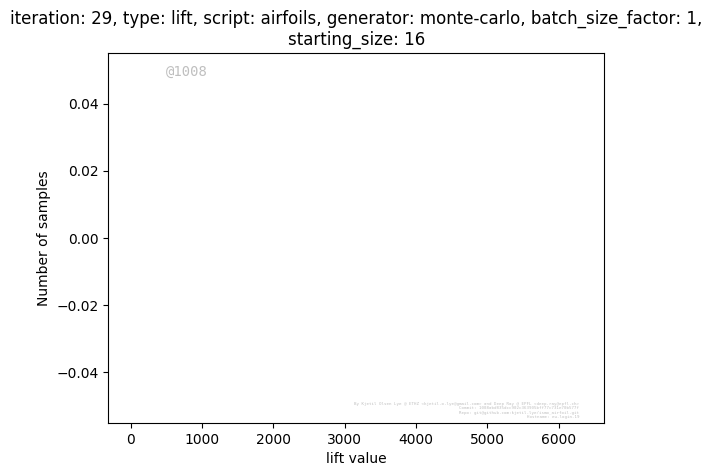 iteration: 29, type: lift, script: airfoils, generator: monte-carlo, batch_size_factor: 1,
starting_size: 16
@1008
0.04
0.02
0.00
−0.02
−0.04
Number of samples
0 1000 2000 3000 4000 5000 6000
lift value